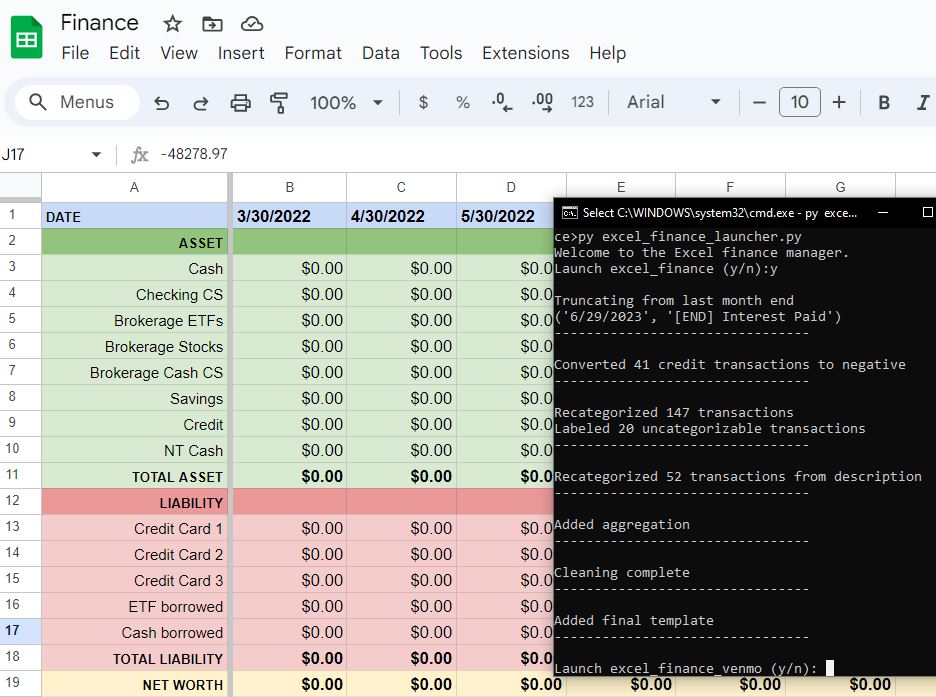 Finance
File Edit View Insert Format Data Tools Extensions Help
Menus 100% $ % .0 .00 123 Arial 10 B I
J17 fx -48278.97
A B C D E F G
1 DATE 3/30/2022 4/30/2022 5/30/2022
2 ASSET
3 Cash $0.00 $0.00 $0.0
4 Checking CS $0.00 $0.00 $0.0
5 Brokerage ETFs $0.00 $0.00 $0.0
6 Brokerage Stocks $0.00 $0.00 $0.0
7 Brokerage Cash CS $0.00 $0.00 $0.0
8 Savings $0.00 $0.00 $0.0
9 Credit $0.00 $0.00 $0.0
10 NT Cash $0.00 $0.00 $0.0
11 TOTAL ASSET $0.00 $0.00 $0.0
12 LIABILITY
13 Credit Card 1 $0.00 $0.00 $0.0
14 Credit Card 2 $0.00 $0.00 $0.0
15 Credit Card 3 $0.00 $0.00 $0.0
16 ETF borrowed $0.00 $0.00 $0.0
17 Cash borrowed $0.00 $0.00 $0.0
18 TOTAL LIABILITY $0.00 $0.00 $0.0
19 NET WORTH $0.00 $0.00 $0.00 $0.00 $0.00 $0.00
Select C:\WINDOWS\system32\cmd.exe - py exce...
ce>py excel_finance_launcher.py
Welcome to the Excel finance manager.
Launch excel_finance (y/n):y
Truncating from last month end
('6/29/2023', '[END] Interest Paid')
--------------------------------
Converted 41 credit transactions to negative
--------------------------------
Recategorized 147 transactions
Labeled 20 uncategorizable transactions
--------------------------------
Recategorized 52 transactions from description
--------------------------------
Added aggregation
--------------------------------
Cleaning complete
--------------------------------
Added final template
--------------------------------
Launch excel_finance_venmo (y/n):